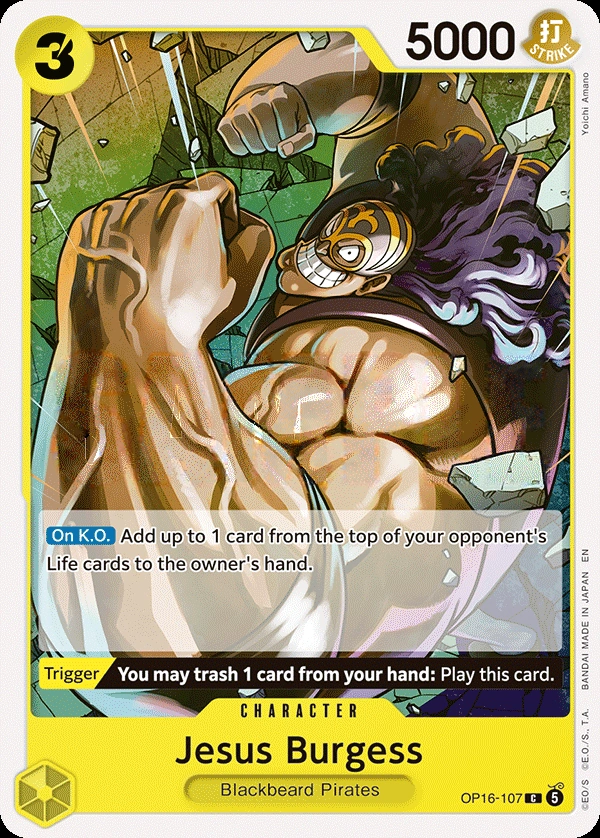 3
5000
打
STRIKE
Yoichi Amano
On K.O. Add up to 1 card from the top of your opponent's
Life cards to the owner's hand.
Trigger You may trash 1 card from your hand: Play this card.
CHARACTER
Jesus Burgess
Blackbeard Pirates
OP16-107 C 5
©EO/S ©E.O./S., T.A. BANDAI MADE IN JAPAN EN